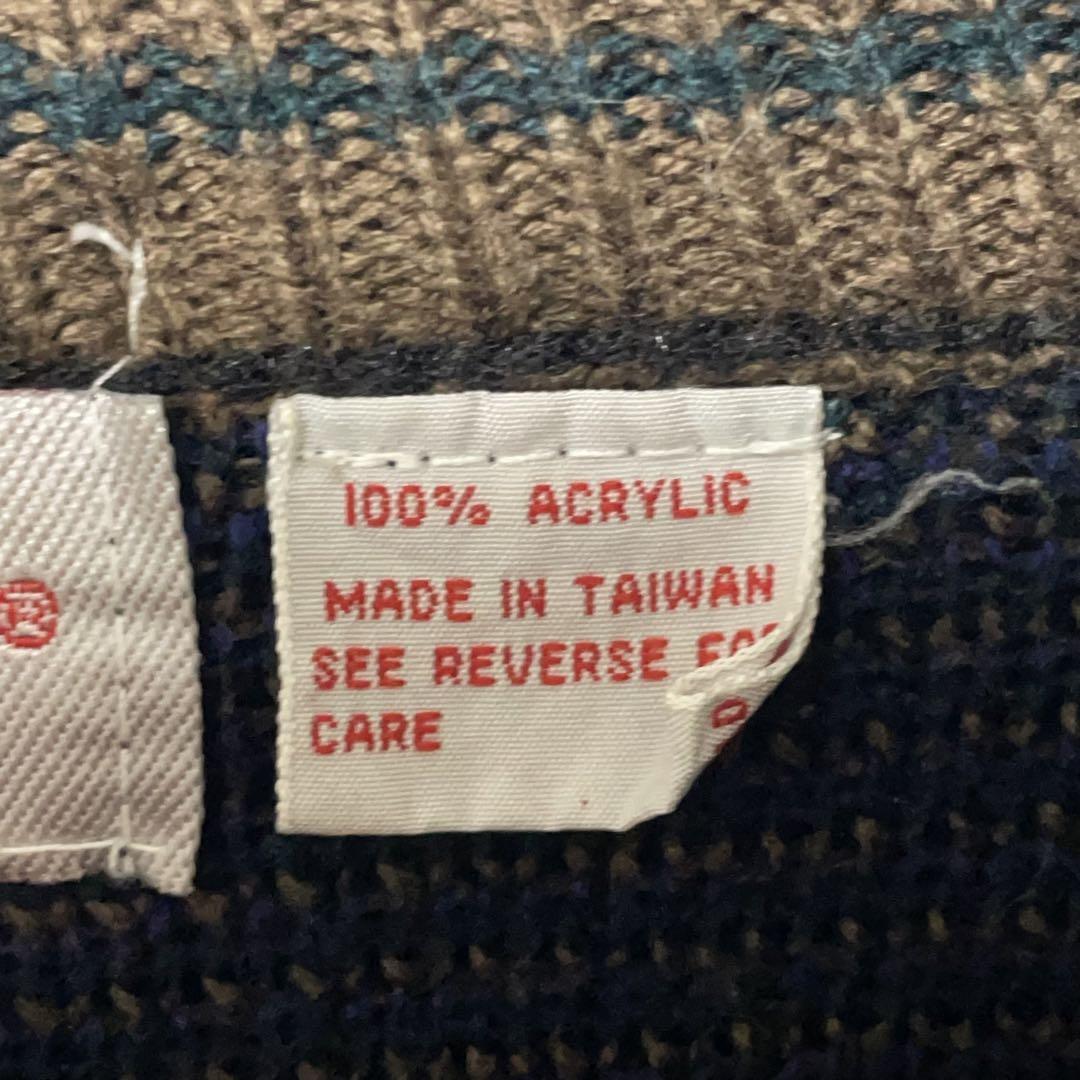 100% ACRYLIC
MADE IN TAIWAN
SEE REVERSE
CARE
®